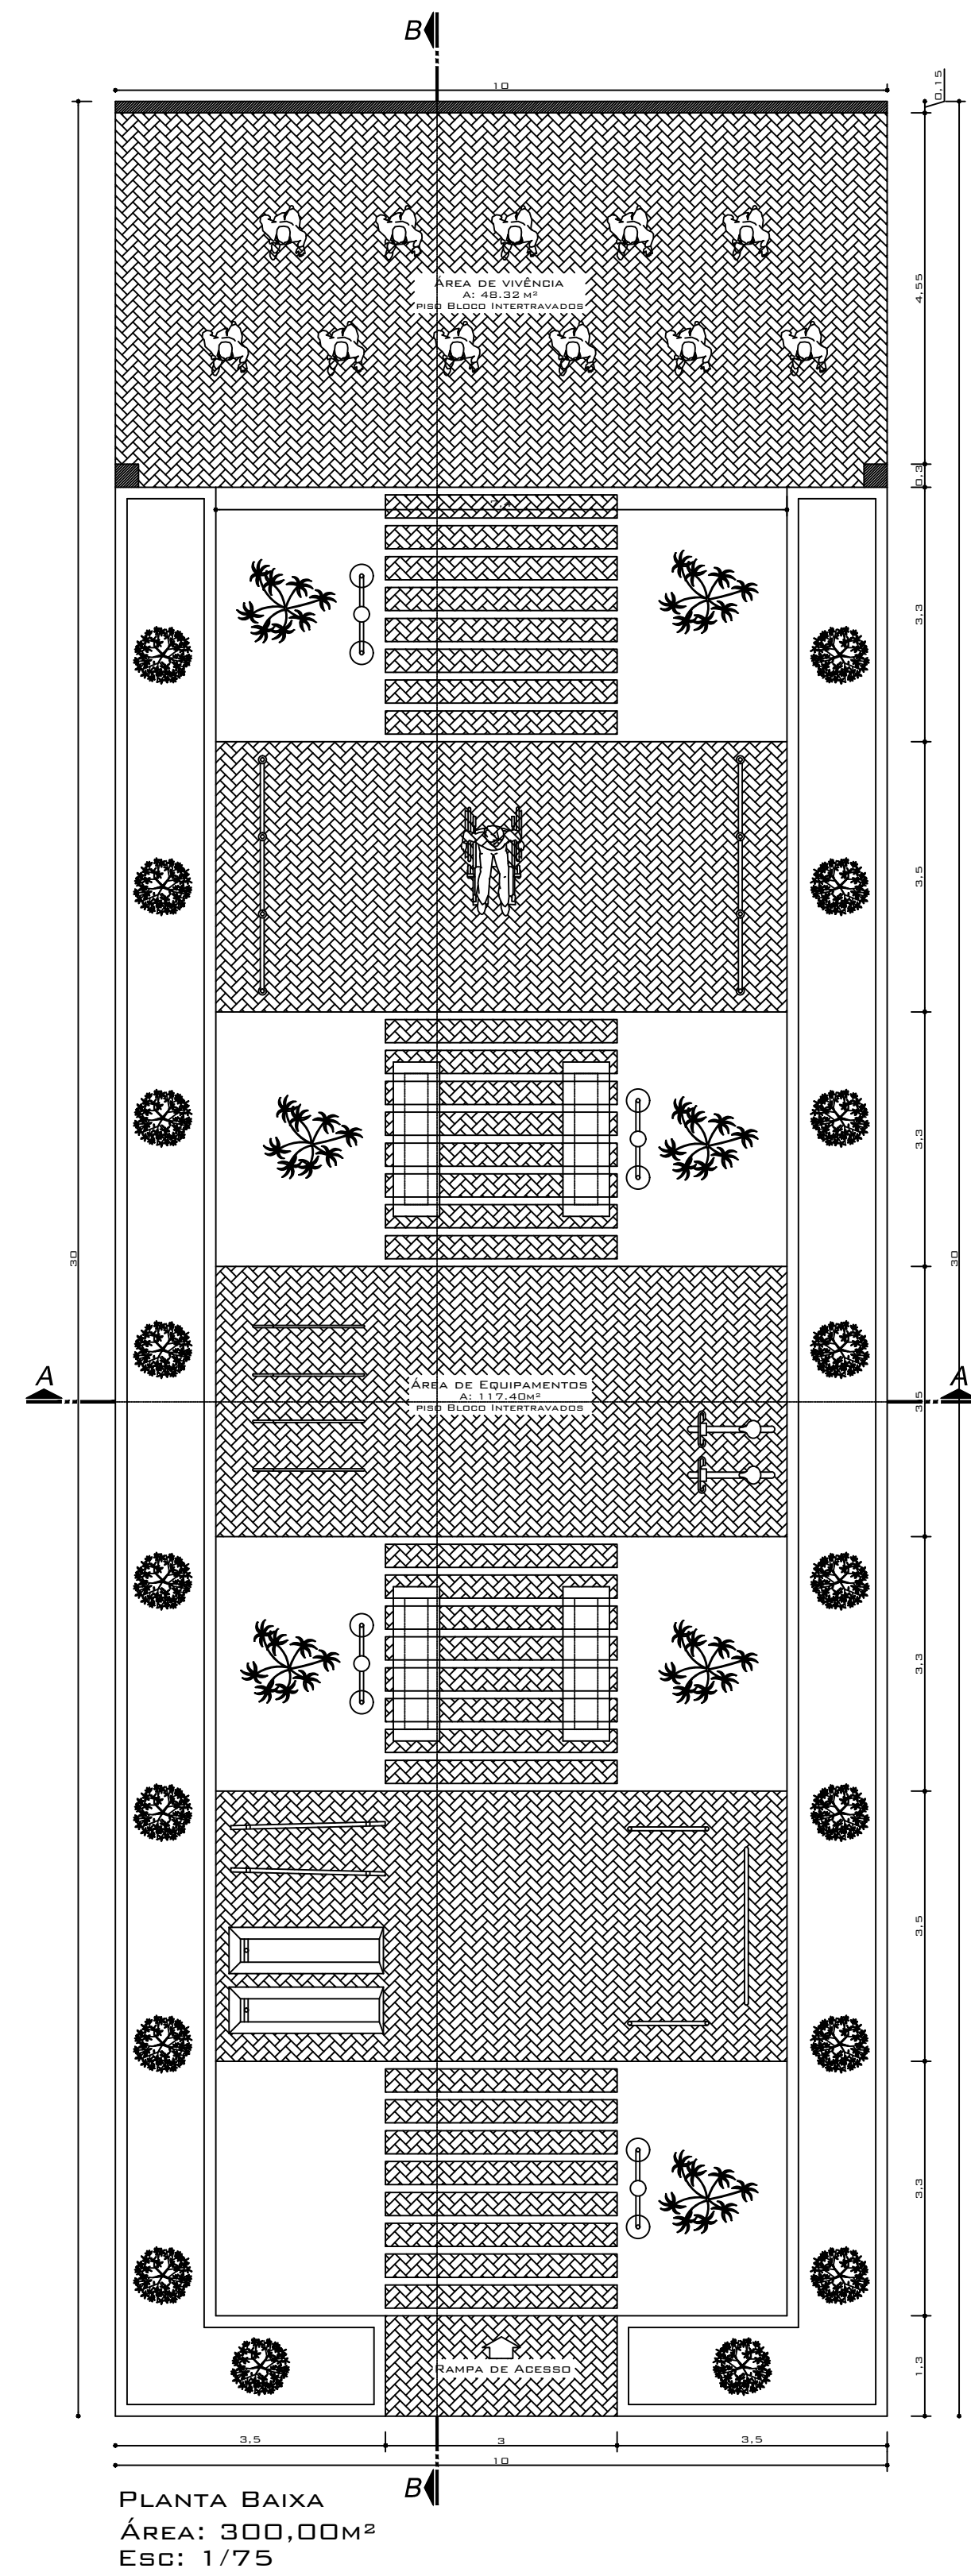 B
10
0,15
4,55
ÁREA DE VIVÊNCIA
A: 48.32 M²
PISO BLOCO INTERTRAVADOS
0,3
3,3
3,5
3,3
30
30
A
A
ÁREA DE EQUIPAMENTOS
A: 117.40M²
PISO BLOCO INTERTRAVADOS
3,5
3,3
3,5
3,3
RAMPA DE ACESSO
1,3
3,5
3
3,5
10
B
PLANTA BAIXA
ÁREA: 300,00M²
ESC: 1/75